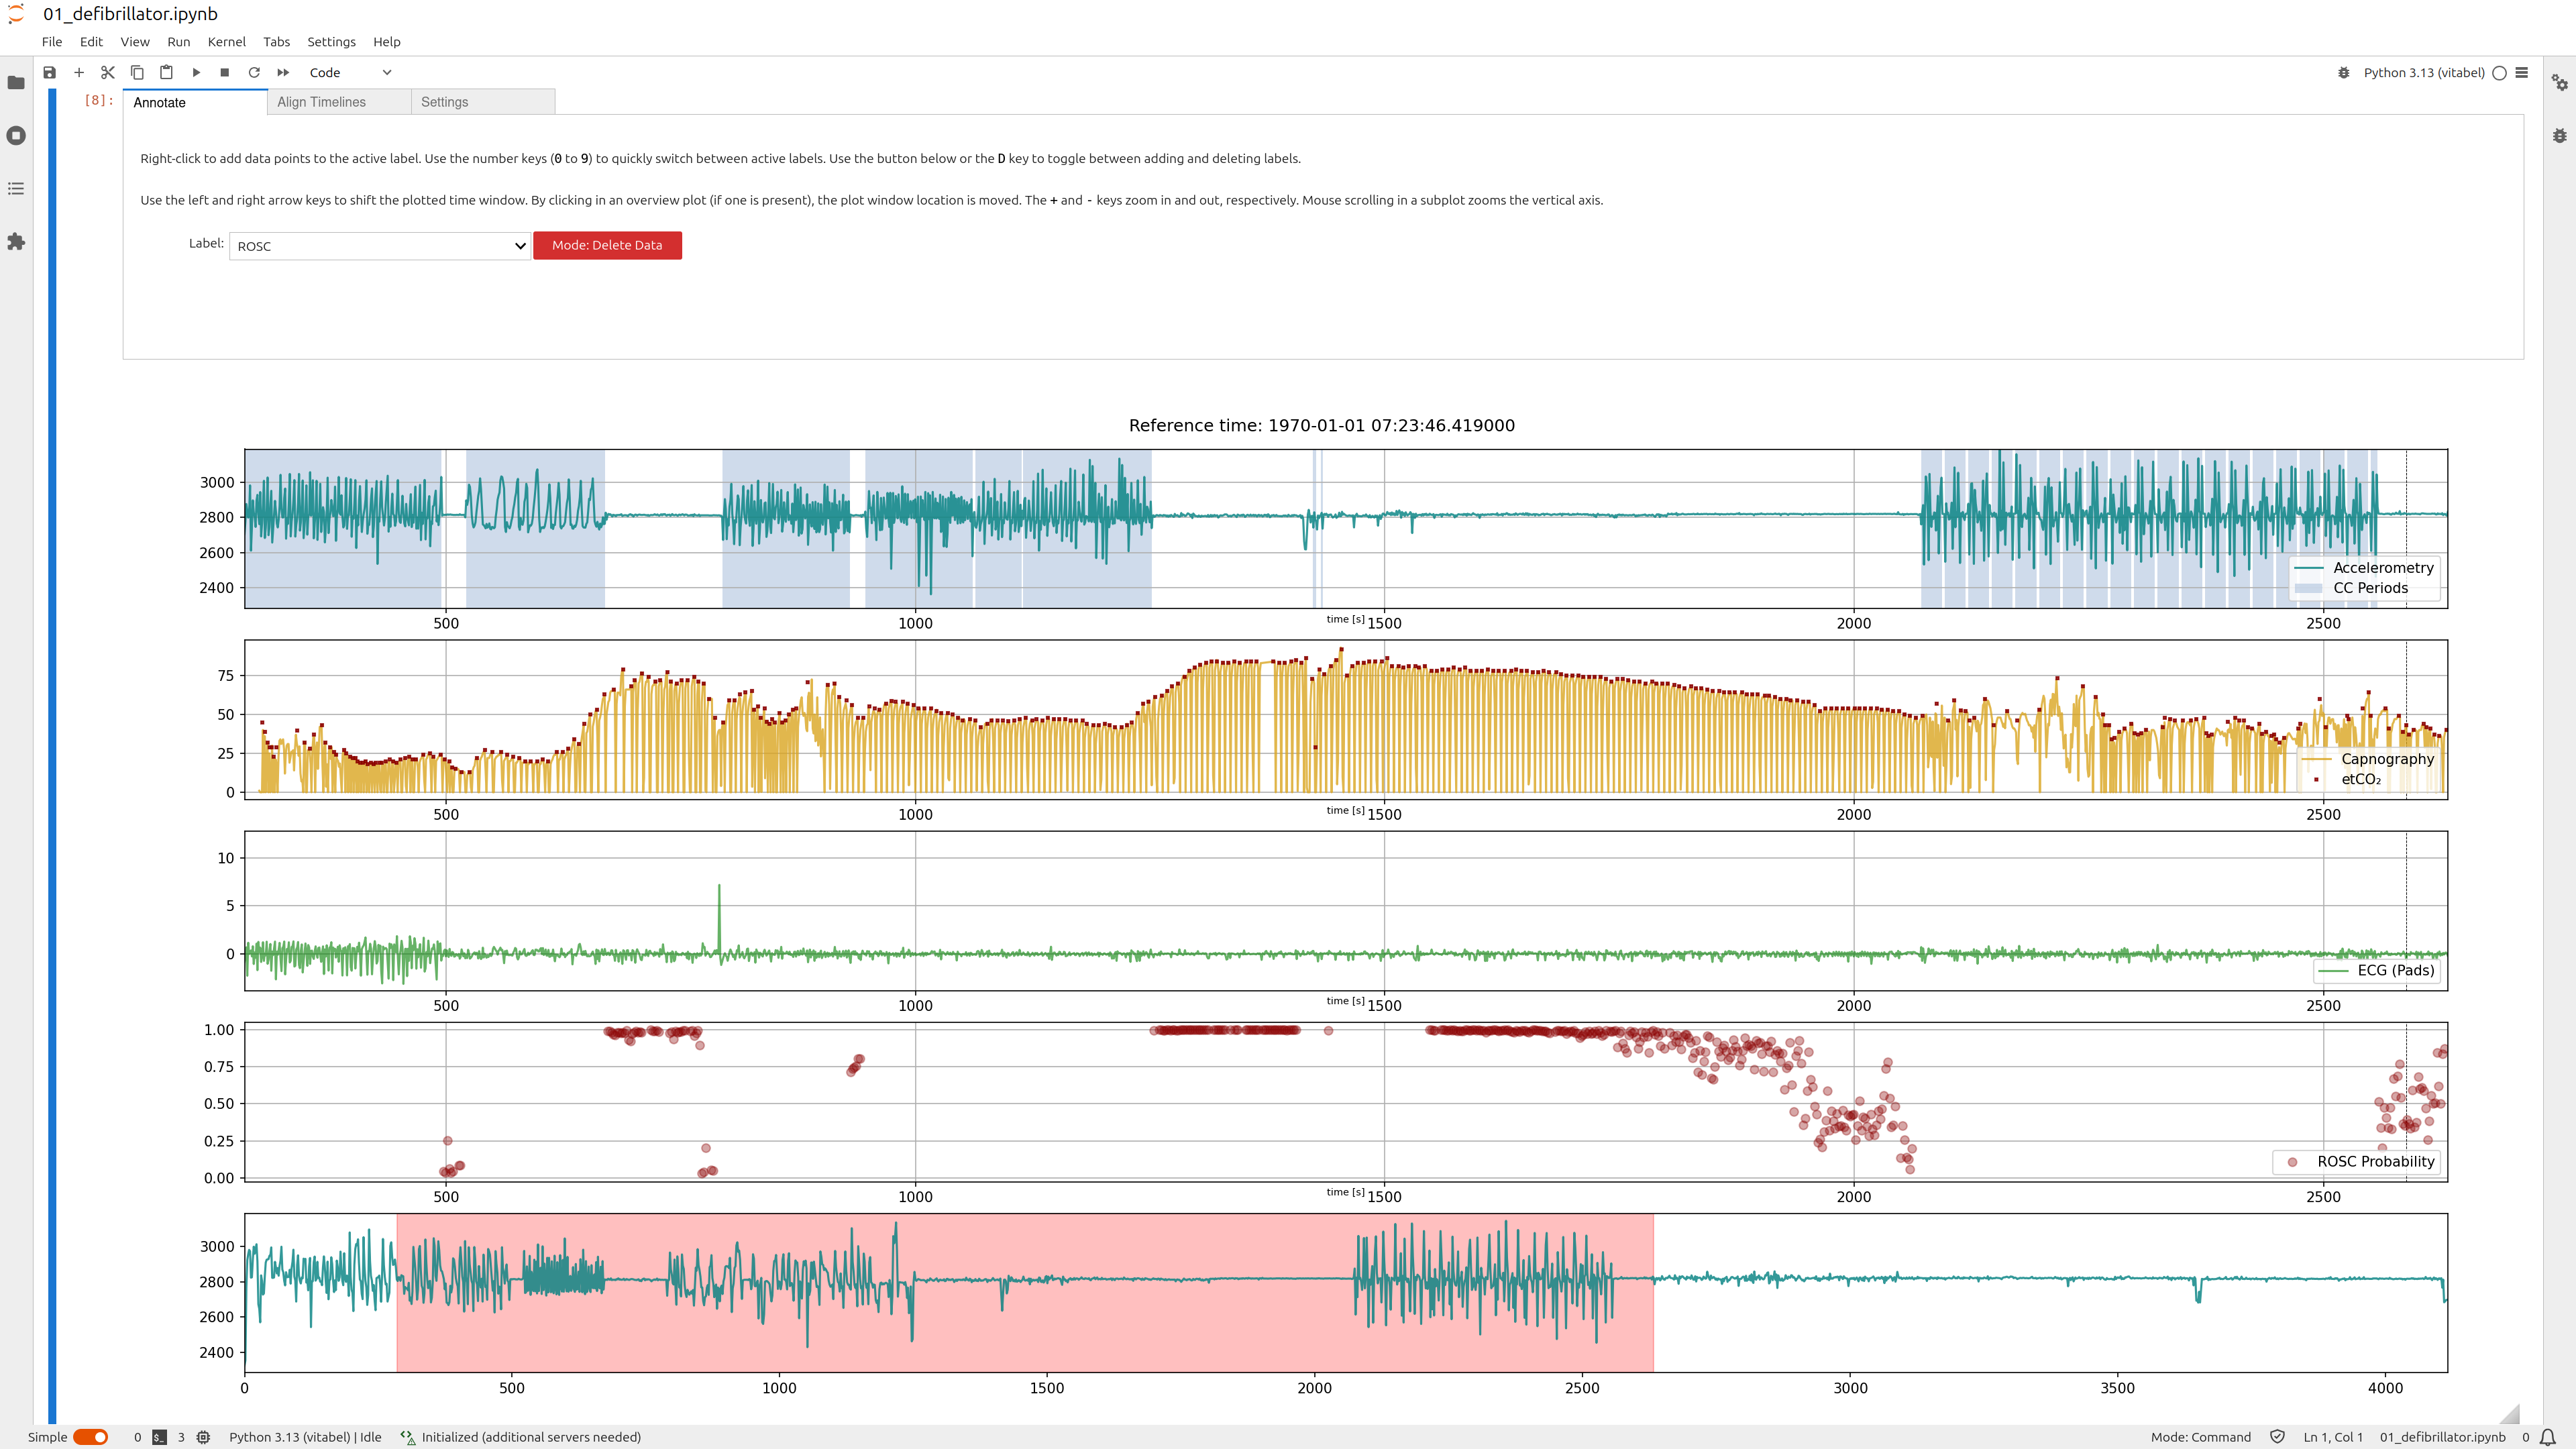 01_defibrillator.ipynb
File Edit View Run Kernel Tabs Settings Help
Code
Python 3.13 (vitabel)
[8]:
Annotate Align Timelines Settings
Right-click to add data points to the active label. Use the number keys (0 to 9) to quickly switch between active labels. Use the button below or the D key to toggle between adding and deleting labels.
Use the left and right arrow keys to shift the plotted time window. By clicking in an overview plot (if one is present), the plot window location is moved. The + and - keys zoom in and out, respectively. Mouse scrolling in a subplot zooms the vertical axis.
Label: ROSC Mode: Delete Data
Reference time: 1970-01-01 07:23:46.419000
3000
2800
2600
2400
Accelerometry
CC Periods
500 1000 time [s] 1500 2000 2500
75
50
25
0
Capnography
etCO₂
500 1000 time [s] 1500 2000 2500
10
5
0
ECG (Pads)
500 1000 time [s] 1500 2000 2500
1.00
0.75
0.50
0.25
0.00
ROSC Probability
500 1000 time [s] 1500 2000 2500
3000
2800
2600
2400
0 500 1000 1500 2000 2500 3000 3500 4000
Simple 0 $_ 3 Python 3.13 (vitabel) | Idle Initialized (additional servers needed) Mode: Command Ln 1, Col 1 01_defibrillator.ipynb 0